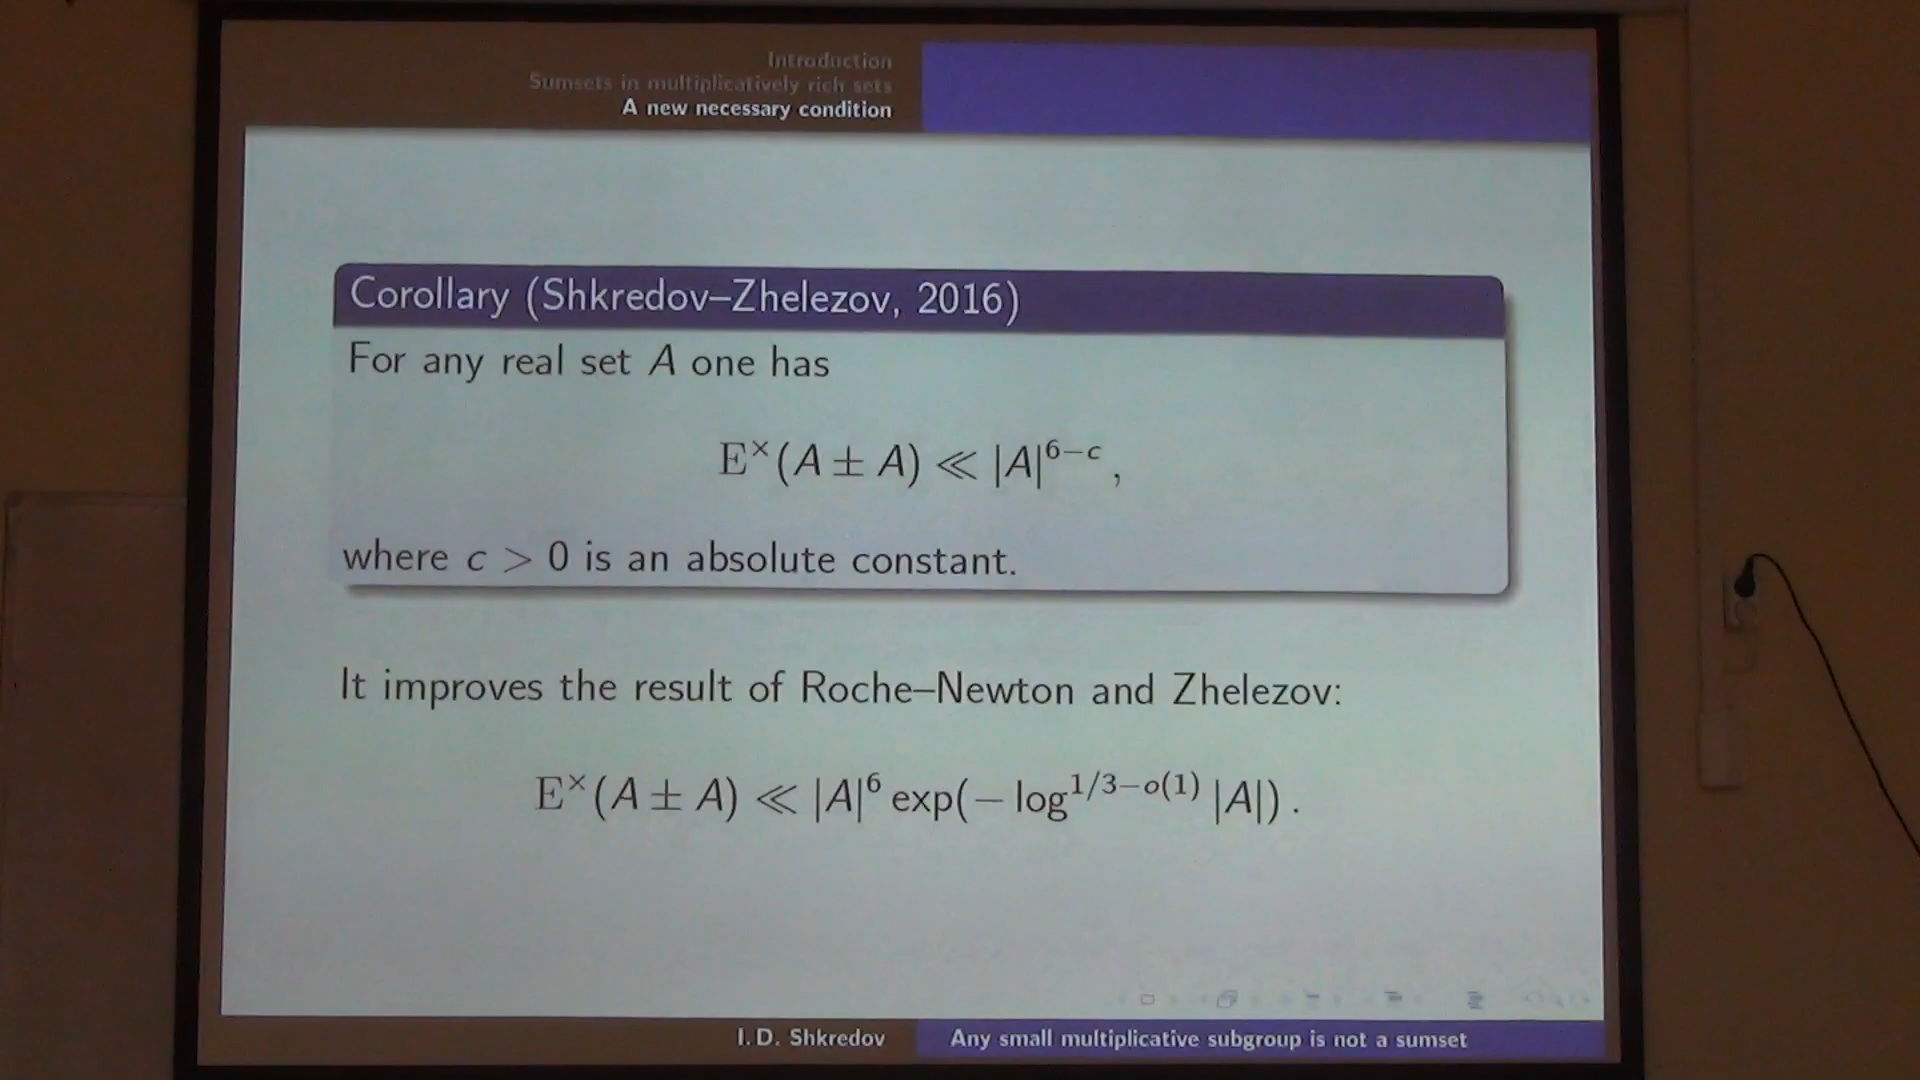 Introduction
Sumsets in multiplicatively rich sets
A new necessary condition
Corollary (Shkredov–Zhelezov, 2016)
For any real set A one has
E^×(A ± A) ≪ |A|^{6−c} ,
where c > 0 is an absolute constant.
It improves the result of Roche–Newton and Zhelezov:
E^×(A ± A) ≪ |A|^6 exp(− log^{1/3−o(1)} |A|) .
I. D. Shkredov
Any small multiplicative subgroup is not a sumset